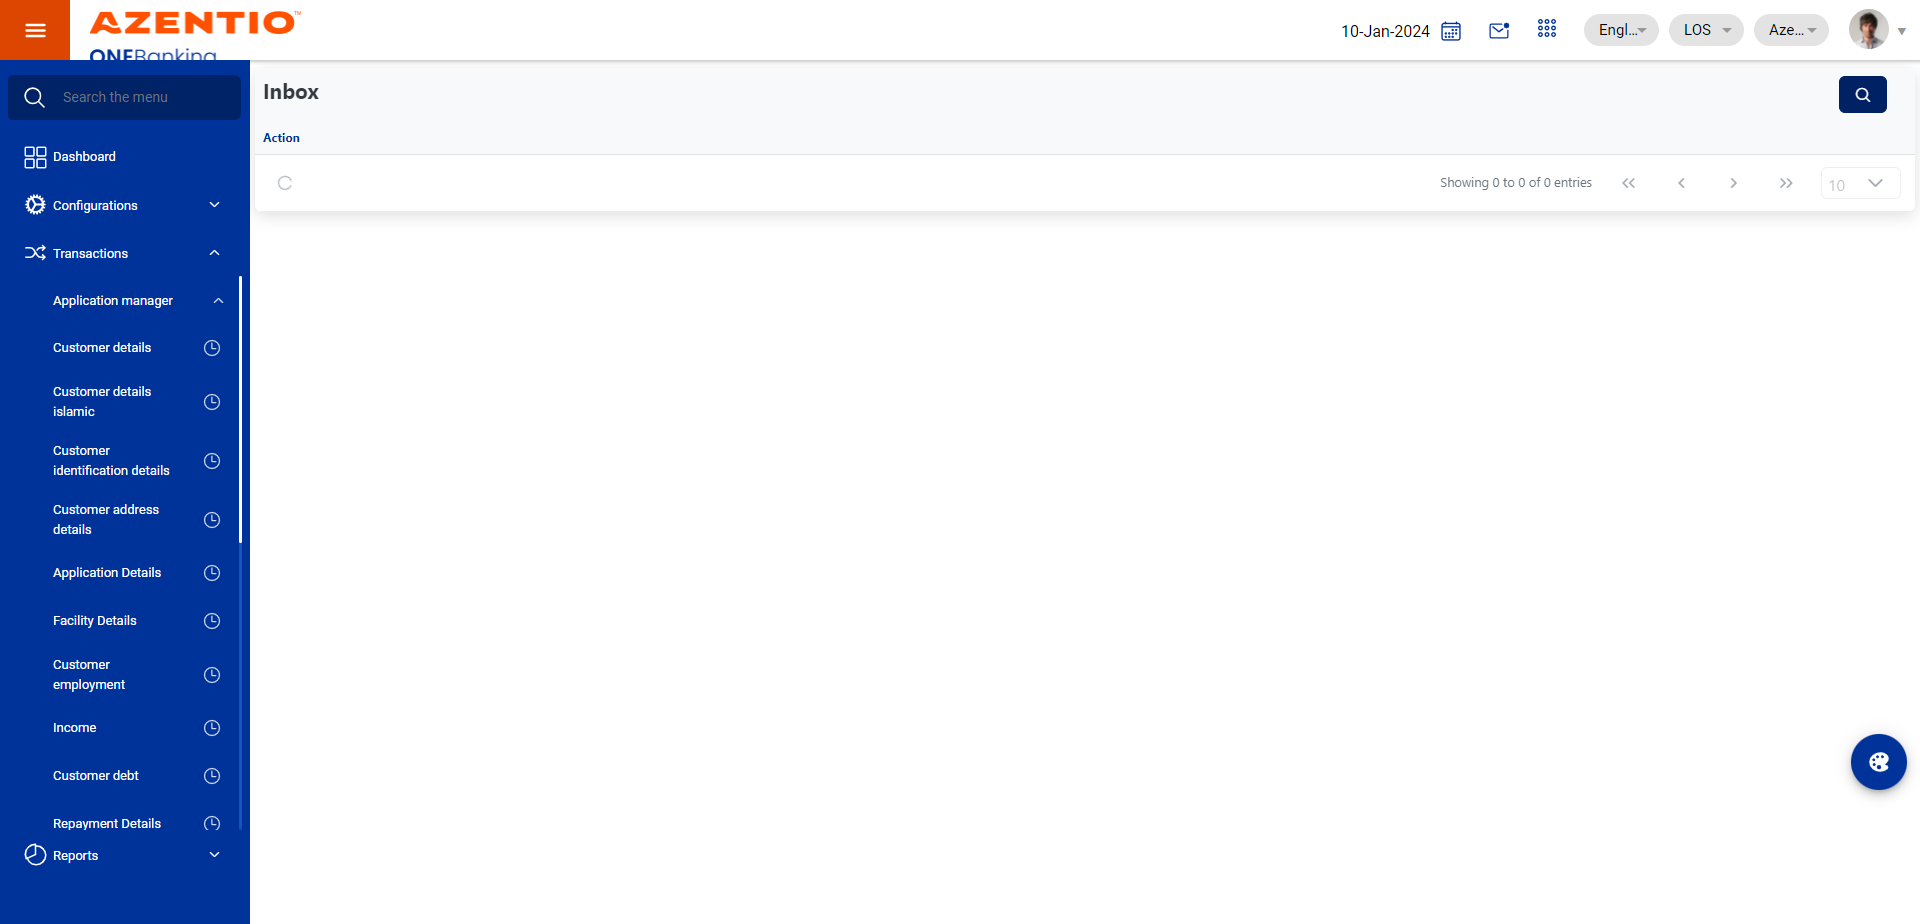 AZENTIO™
ONEBanking
10-Jan-2024
Engl...
LOS
Aze...
Search the menu
Dashboard
Configurations
Transactions
Application manager
Customer details
Customer details
islamic
Customer
identification details
Customer address
details
Application Details
Facility Details
Customer
employment
Income
Customer debt
Repayment Details
Reports
Inbox
Action
Showing 0 to 0 of 0 entries
10